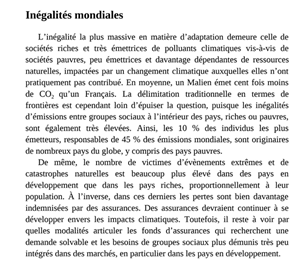 Inégalités mondiales
L’inégalité la plus massive en matière d’adaptation demeure celle de
sociétés riches et très émettrices de polluants climatiques vis-à-vis de
sociétés pauvres, peu émettrices et davantage dépendantes de ressources
naturelles, impactées par un changement climatique auxquelles elles n’ont
pratiquement pas contribué. En moyenne, un Malien émet cent fois moins
de CO₂ qu’un Français. La délimitation traditionnelle en termes de
frontières est cependant loin d’épuiser la question, puisque les inégalités
d’émissions entre groupes sociaux à l’intérieur des pays, riches ou pauvres,
sont également très élevées. Ainsi, les 10 % des individus les plus
émetteurs, responsables de 45 % des émissions mondiales, sont originaires
de nombreux pays du globe, y compris des pays pauvres.
De même, le nombre de victimes d’évènements extrêmes et de
catastrophes naturelles est beaucoup plus élevé dans des pays en
développement que dans les pays riches, proportionnellement à leur
population. À l’inverse, dans ces derniers les pertes sont bien davantage
indemnisées par des assurances. Des assurances devraient continuer à se
développer envers les impacts climatiques. Toutefois, il reste à voir par
quelles modalités articuler les fonds d’assurances qui recherchent une
demande solvable et les besoins de groupes sociaux plus démunis très peu
intégrés dans des marchés, en particulier dans les pays en développement.